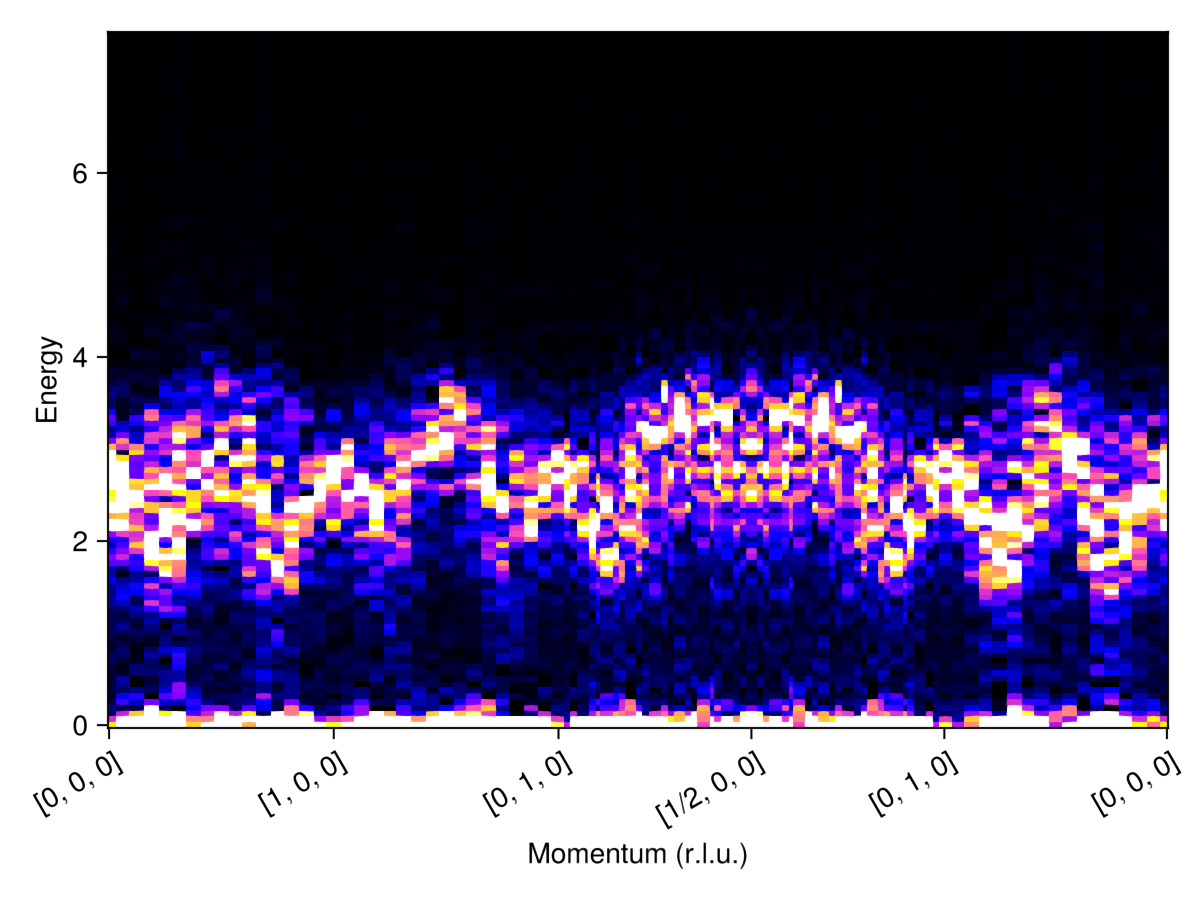 6
4
2
0
Energy
[0, 0, 0]
[1, 0, 0]
[0, 1, 0]
[1/2, 0, 0]
[0, 1, 0]
[0, 0, 0]
Momentum (r.l.u.)